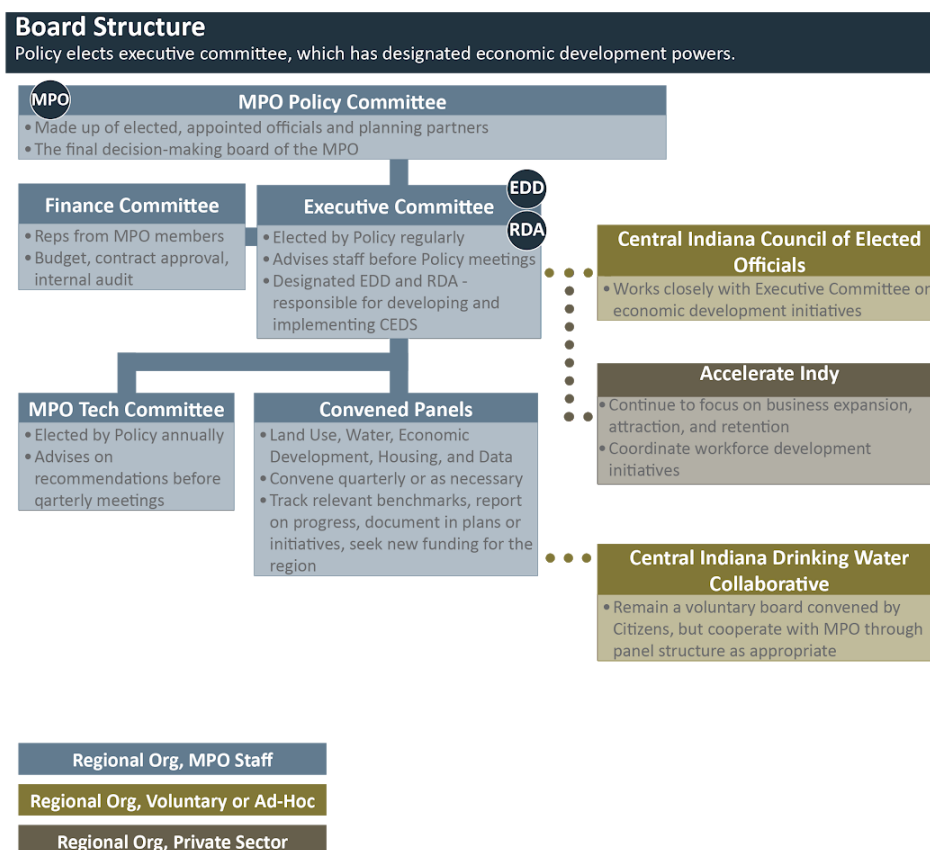 Board Structure
Policy elects executive committee, which has designated economic development powers.
MPO
MPO Policy Committee
• Made up of elected, appointed officials and planning partners
• The final decision-making board of the MPO
Finance Committee
• Reps from MPO members
• Budget, contract approval,
internal audit
EDD
RDA
Executive Committee
• Elected by Policy regularly
• Advises staff before Policy meetings
• Designated EDD and RDA -
responsible for developing and
implementing CEDS
Central Indiana Council of Elected
Officials
• Works closely with Executive Committee or
economic development initiatives
Accelerate Indy
• Continue to focus on business expansion,
attraction, and retention
• Coordinate workforce development
initiatives
MPO Tech Committee
• Elected by Policy annually
• Advises on
recommendations before
qarterly meetings
Convened Panels
• Land Use, Water, Economic
Development, Housing, and Data
• Convene quarterly or as necessary
• Track relevant benchmarks, report
on progress, document in plans or
initiatives, seek new funding for the
region
Central Indiana Drinking Water
Collaborative
• Remain a voluntary board convened by
Citizens, but cooperate with MPO through
panel structure as appropriate
Regional Org, MPO Staff
Regional Org, Voluntary or Ad-Hoc
Regional Org, Private Sector